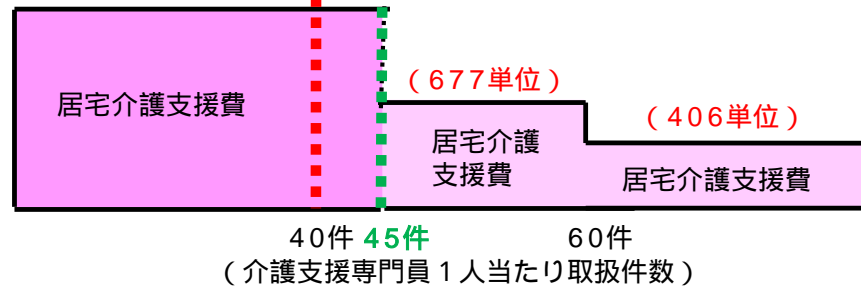 居宅介護支援費
（677単位）
居宅介護
支援費
（406単位）
居宅介護支援費
40件 45件 60件
（介護支援専門員1人当たり取扱件数）